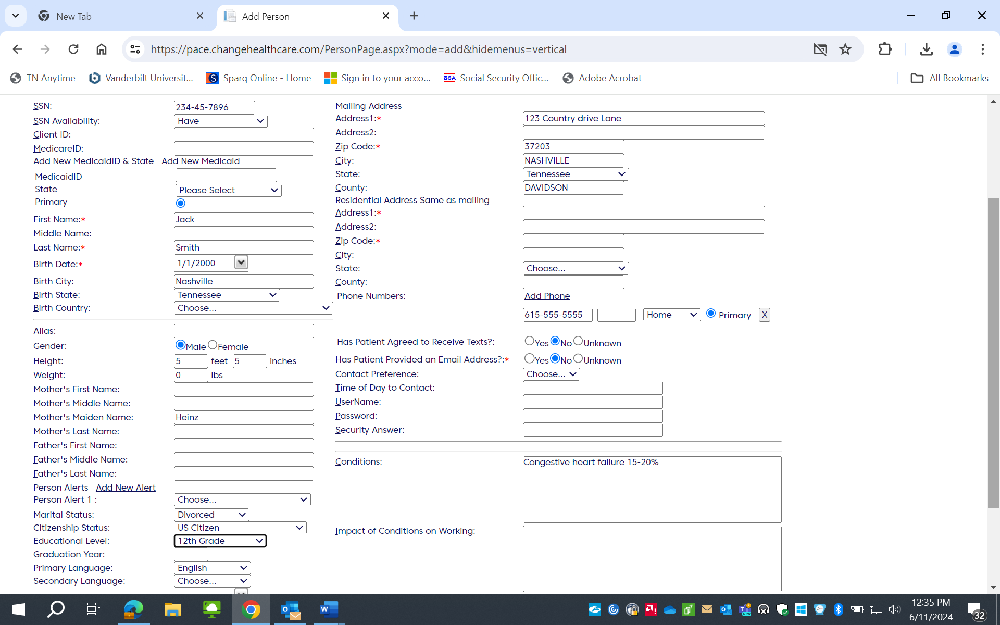 New Tab
Add Person
https://pace.changehealthcare.com/PersonPage.aspx?mode=add&hidemenus=vertical
TN Anytime
Vanderbilt Universit...
Sparq Online - Home
Sign in to your acco...
SSA Social Security Offic...
Adobe Acrobat
All Bookmarks
SSN: 234-45-7896
SSN Availability: Have
Client ID:
MedicareID:
Add New MedicaidID & State Add New Medicaid
MedicaidID
State Please Select
Primary
First Name:* Jack
Middle Name:
Last Name:* Smith
Birth Date:* 1/1/2000
Birth City: Nashville
Birth State: Tennessee
Birth Country: Choose...
Alias:
Gender: Male Female
Height: 5 feet 5 inches
Weight: 0 lbs
Mother's First Name:
Mother's Middle Name:
Mother's Maiden Name: Heinz
Mother's Last Name:
Father's First Name:
Father's Middle Name:
Father's Last Name:
Person Alerts Add New Alert
Person Alert 1 : Choose...
Marital Status: Divorced
Citizenship Status: US Citizen
Educational Level: 12th Grade
Graduation Year:
Primary Language: English
Secondary Language: Choose...
Mailing Address
Address1:* 123 Country drive Lane
Address2:
Zip Code:* 37203
City: NASHVILLE
State: Tennessee
County: DAVIDSON
Residential Address Same as mailing
Address1:*
Address2:
Zip Code:*
City:
State: Choose...
County:
Phone Numbers: Add Phone
615-555-5555 Home Primary X
Has Patient Agreed to Receive Texts?: Yes No Unknown
Has Patient Provided an Email Address?:* Yes No Unknown
Contact Preference: Choose...
Time of Day to Contact:
UserName:
Password:
Security Answer:
Conditions: Congestive heart failure 15-20%
Impact of Conditions on Working:
12:35 PM
6/11/2024
32